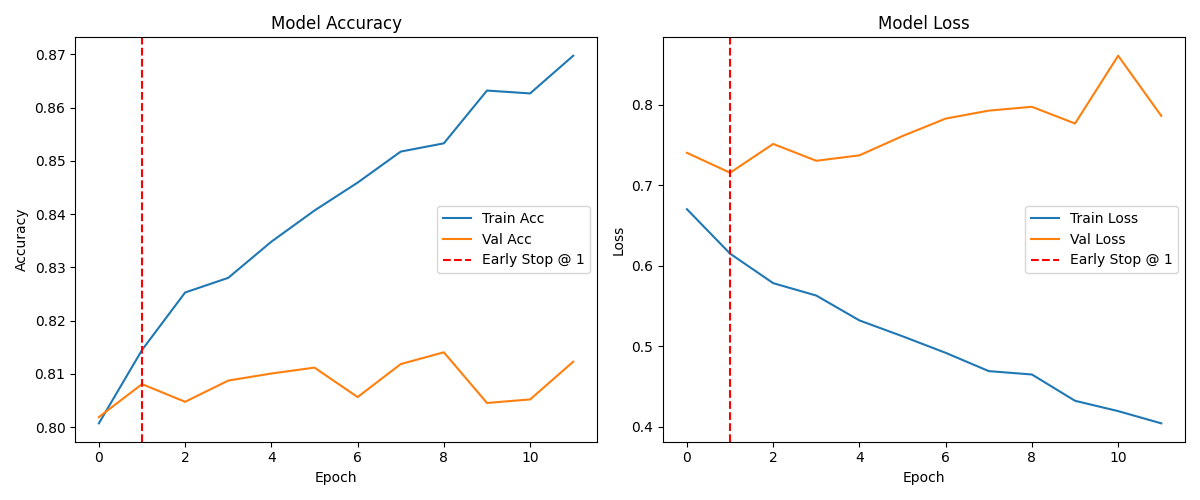 Model Accuracy
0.87
0.86
0.85
0.84
0.83
0.82
0.81
0.80
Accuracy
0 2 4 6 8 10
Epoch
Train Acc
Val Acc
Early Stop @ 1
Model Loss
0.8
0.7
0.6
0.5
0.4
Loss
0 2 4 6 8 10
Epoch
Train Loss
Val Loss
Early Stop @ 1